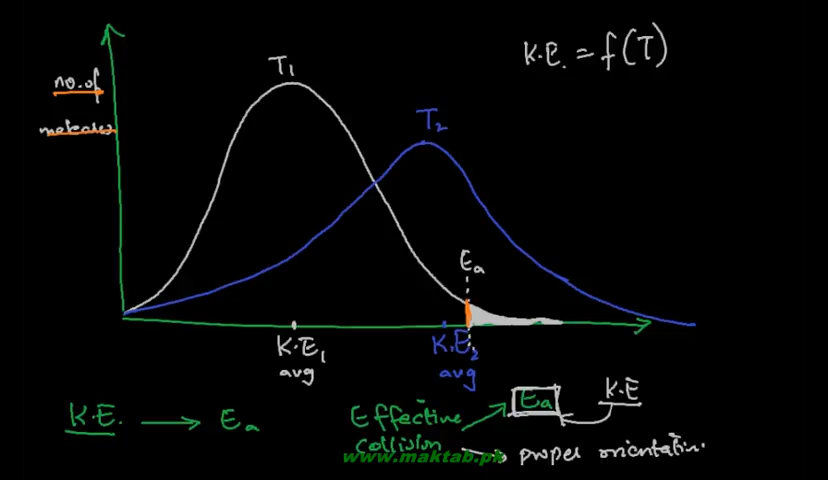 K.E. = f(T)
T1
no. of
molecules
T2
Ea
K.E1
avg
K.E2
avg
K.E. → Ea
Effective
collision
Ea
K.E
proper orientation
www.maktab.pk